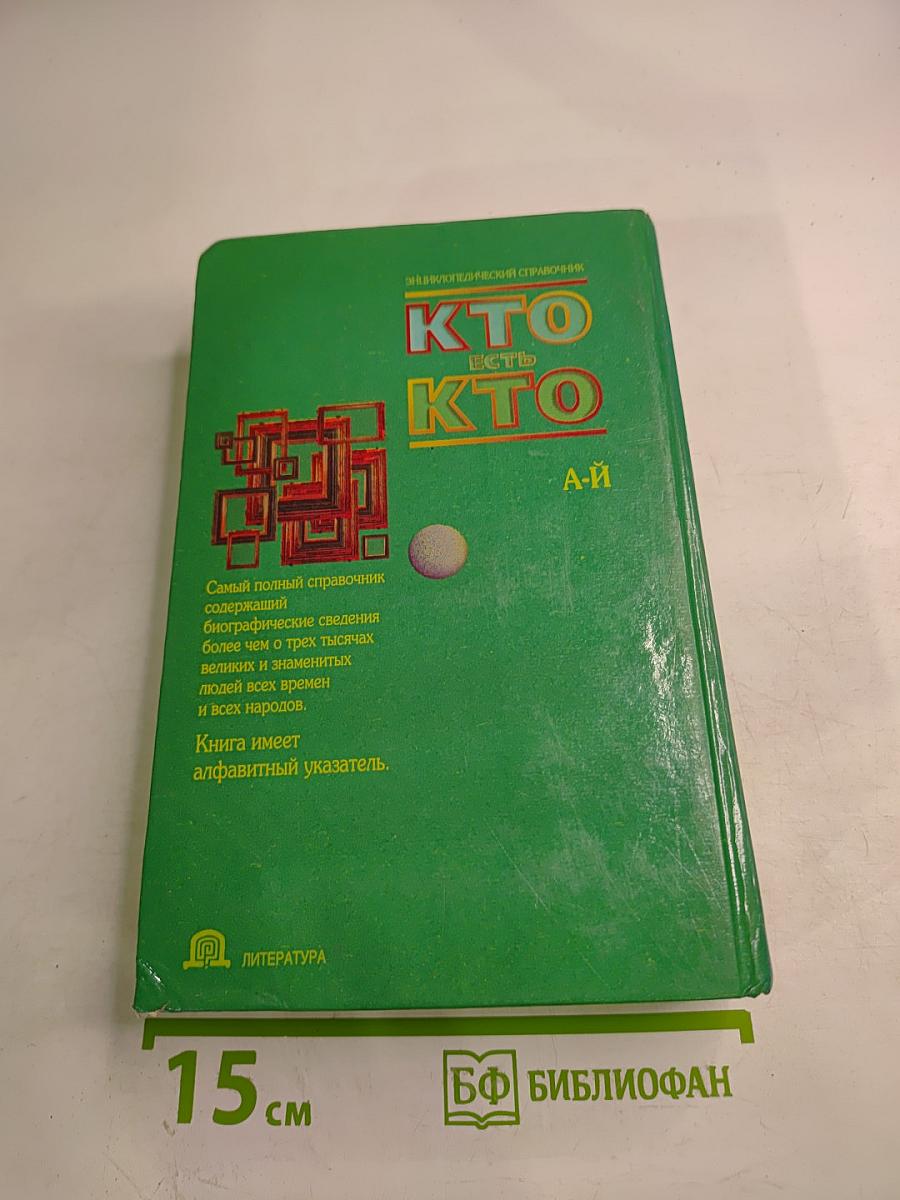 ЭНЦИКЛОПЕДИЧЕСКИЙ СПРАВОЧНИК
КТО
ЕСТЬ
КТО
А-Й
Самый полный справочник
содержащий
биографические сведения
более чем о трех тысячах
великих и знаменитых
людей всех времен
и всех народов.
Книга имеет
алфавитный указатель.
ЛИТЕРАТУРА
15 см
БФ БИБЛИОФАН